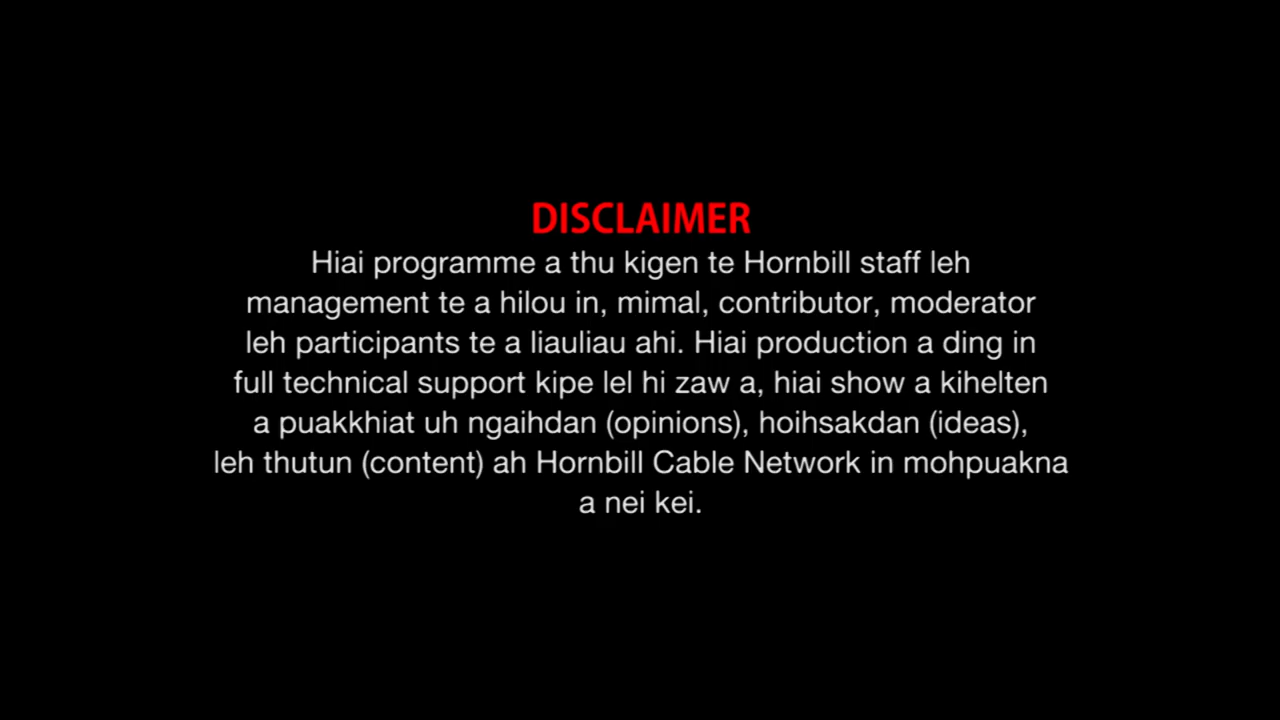 DISCLAIMER
Hiai programme a thu kigen te Hornbill staff leh
management te a hilou in, mimal, contributor, moderator
leh participants te a liauliau ahi. Hiai production a ding in
full technical support kipe lel hi zaw a, hiai show a kihelten
a puakkhiat uh ngaihdan (opinions), hoihsakdan (ideas),
leh thutun (content) ah Hornbill Cable Network in mohpuakna
a nei kei.